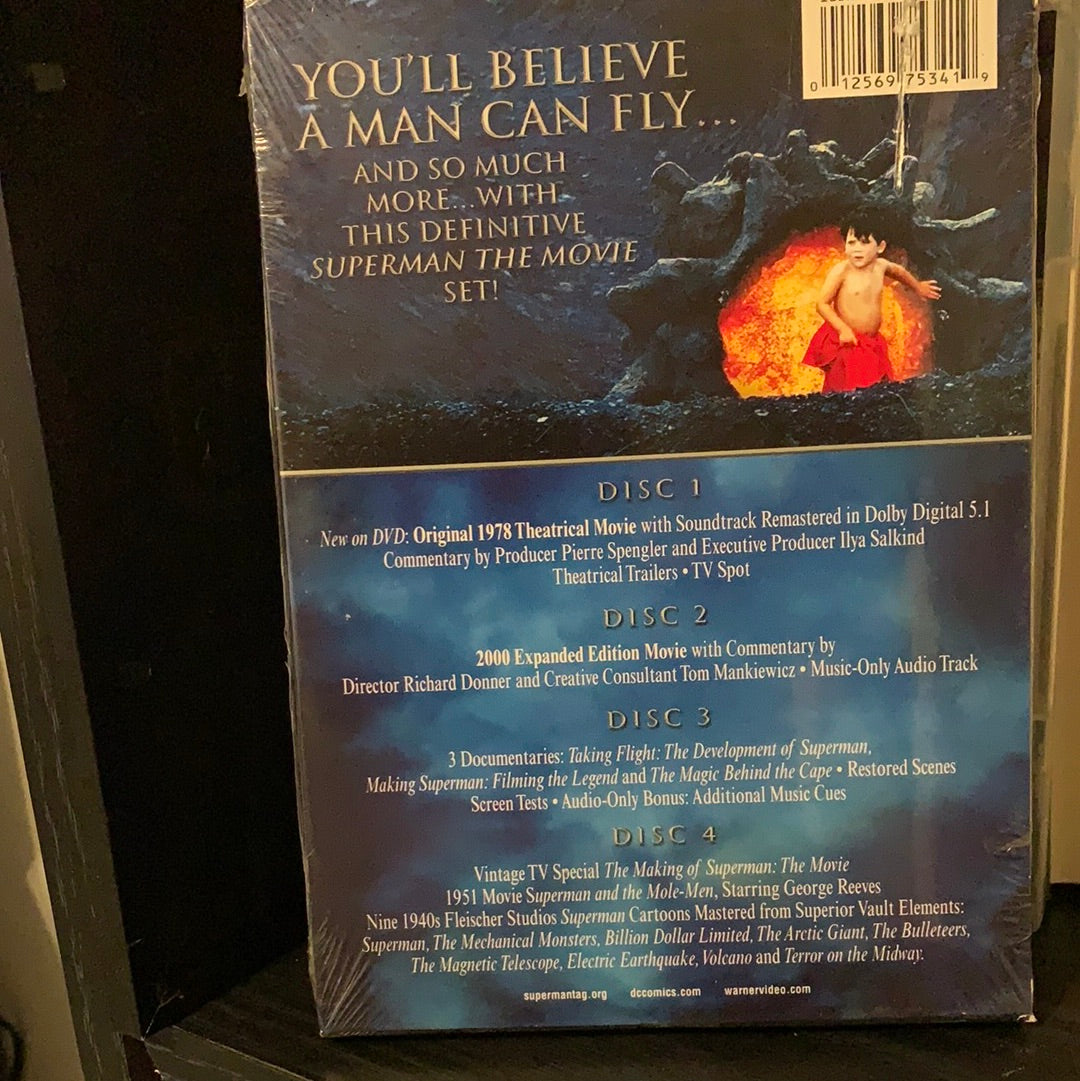 0 12569 75341 9
YOU'LL BELIEVE
A MAN CAN FLY...
AND SO MUCH
MORE...WITH
THIS DEFINITIVE
SUPERMAN THE MOVIE
SET!
DISC 1
New on DVD: Original 1978 Theatrical Movie with Soundtrack Remastered in Dolby Digital 5.1
Commentary by Producer Pierre Spengler and Executive Producer Ilya Salkind
Theatrical Trailers • TV Spot
DISC 2
2000 Expanded Edition Movie with Commentary by
Director Richard Donner and Creative Consultant Tom Mankiewicz • Music-Only Audio Track
DISC 3
3 Documentaries: Taking Flight: The Development of Superman,
Making Superman: Filming the Legend and The Magic Behind the Cape • Restored Scenes
Screen Tests • Audio-Only Bonus: Additional Music Cues
DISC 4
Vintage TV Special The Making of Superman: The Movie
1951 Movie Superman and the Mole-Men, Starring George Reeves
Nine 1940s Fleischer Studios Superman Cartoons Mastered from Superior Vault Elements:
Superman, The Mechanical Monsters, Billion Dollar Limited, The Arctic Giant, The Bulleteers,
The Magnetic Telescope, Electric Earthquake, Volcano and Terror on the Midway.
supermantag.org dccomics.com warnervideo.com